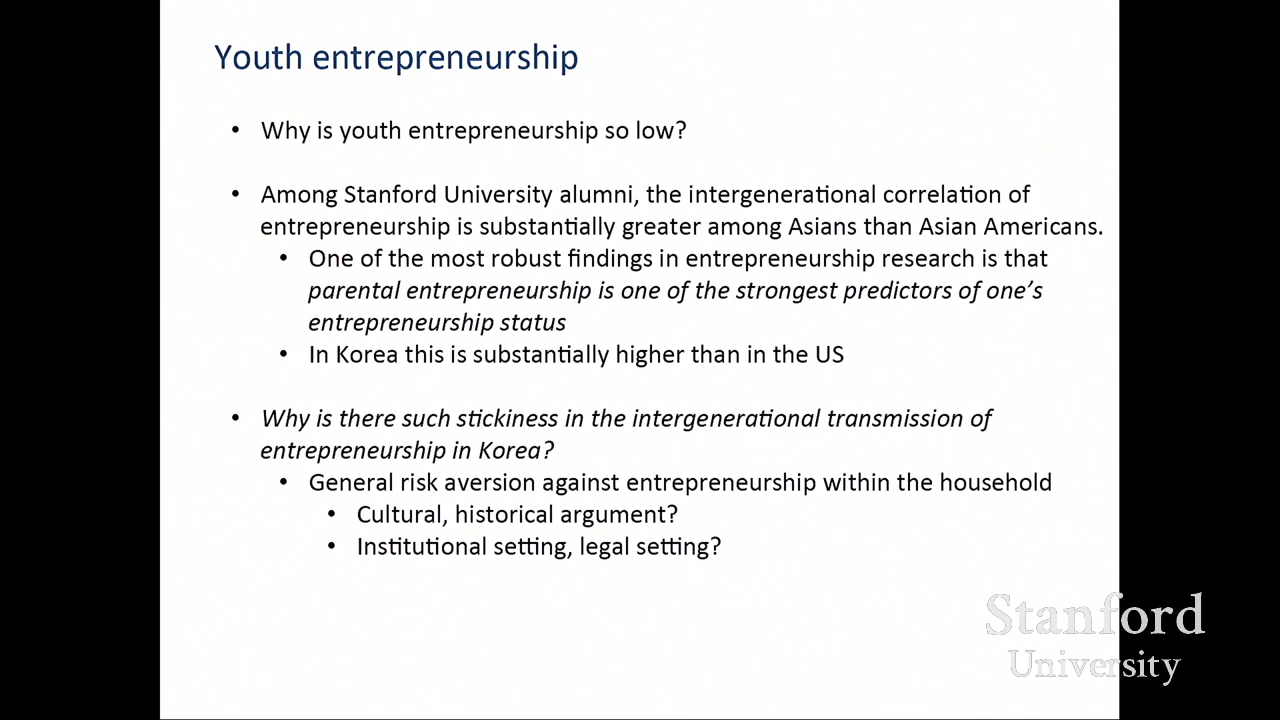 Youth entrepreneurship
• Why is youth entrepreneurship so low?
• Among Stanford University alumni, the intergenerational correlation of
entrepreneurship is substantially greater among Asians than Asian Americans.
• One of the most robust findings in entrepreneurship research is that
parental entrepreneurship is one of the strongest predictors of one's
entrepreneurship status
• In Korea this is substantially higher than in the US
• Why is there such stickiness in the intergenerational transmission of
entrepreneurship in Korea?
• General risk aversion against entrepreneurship within the household
• Cultural, historical argument?
• Institutional setting, legal setting?
Stanford
University